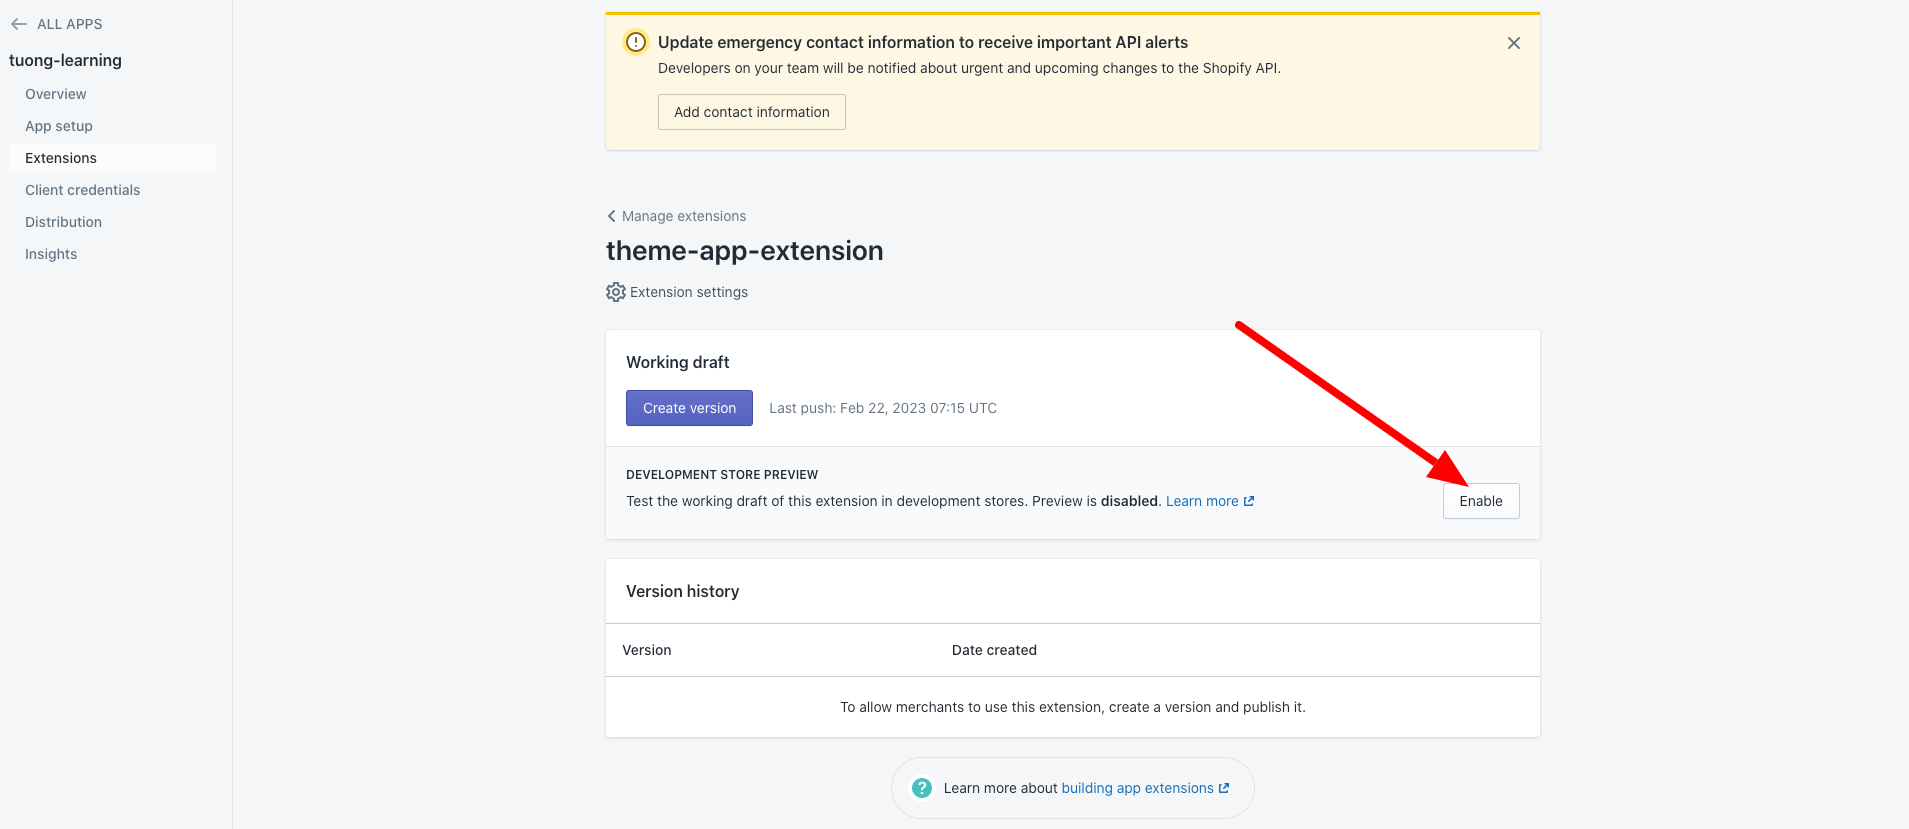 ALL APPS
tuong-learning
Overview
App setup
Extensions
Client credentials
Distribution
Insights
Update emergency contact information to receive important API alerts
Developers on your team will be notified about urgent and upcoming changes to the Shopify API.
Add contact information
Manage extensions
theme-app-extension
Extension settings
Working draft
Create version
Last push: Feb 22, 2023 07:15 UTC
DEVELOPMENT STORE PREVIEW
Test the working draft of this extension in development stores. Preview is disabled. Learn more
Enable
Version history
Version Date created
To allow merchants to use this extension, create a version and publish it.
Learn more about building app extensions